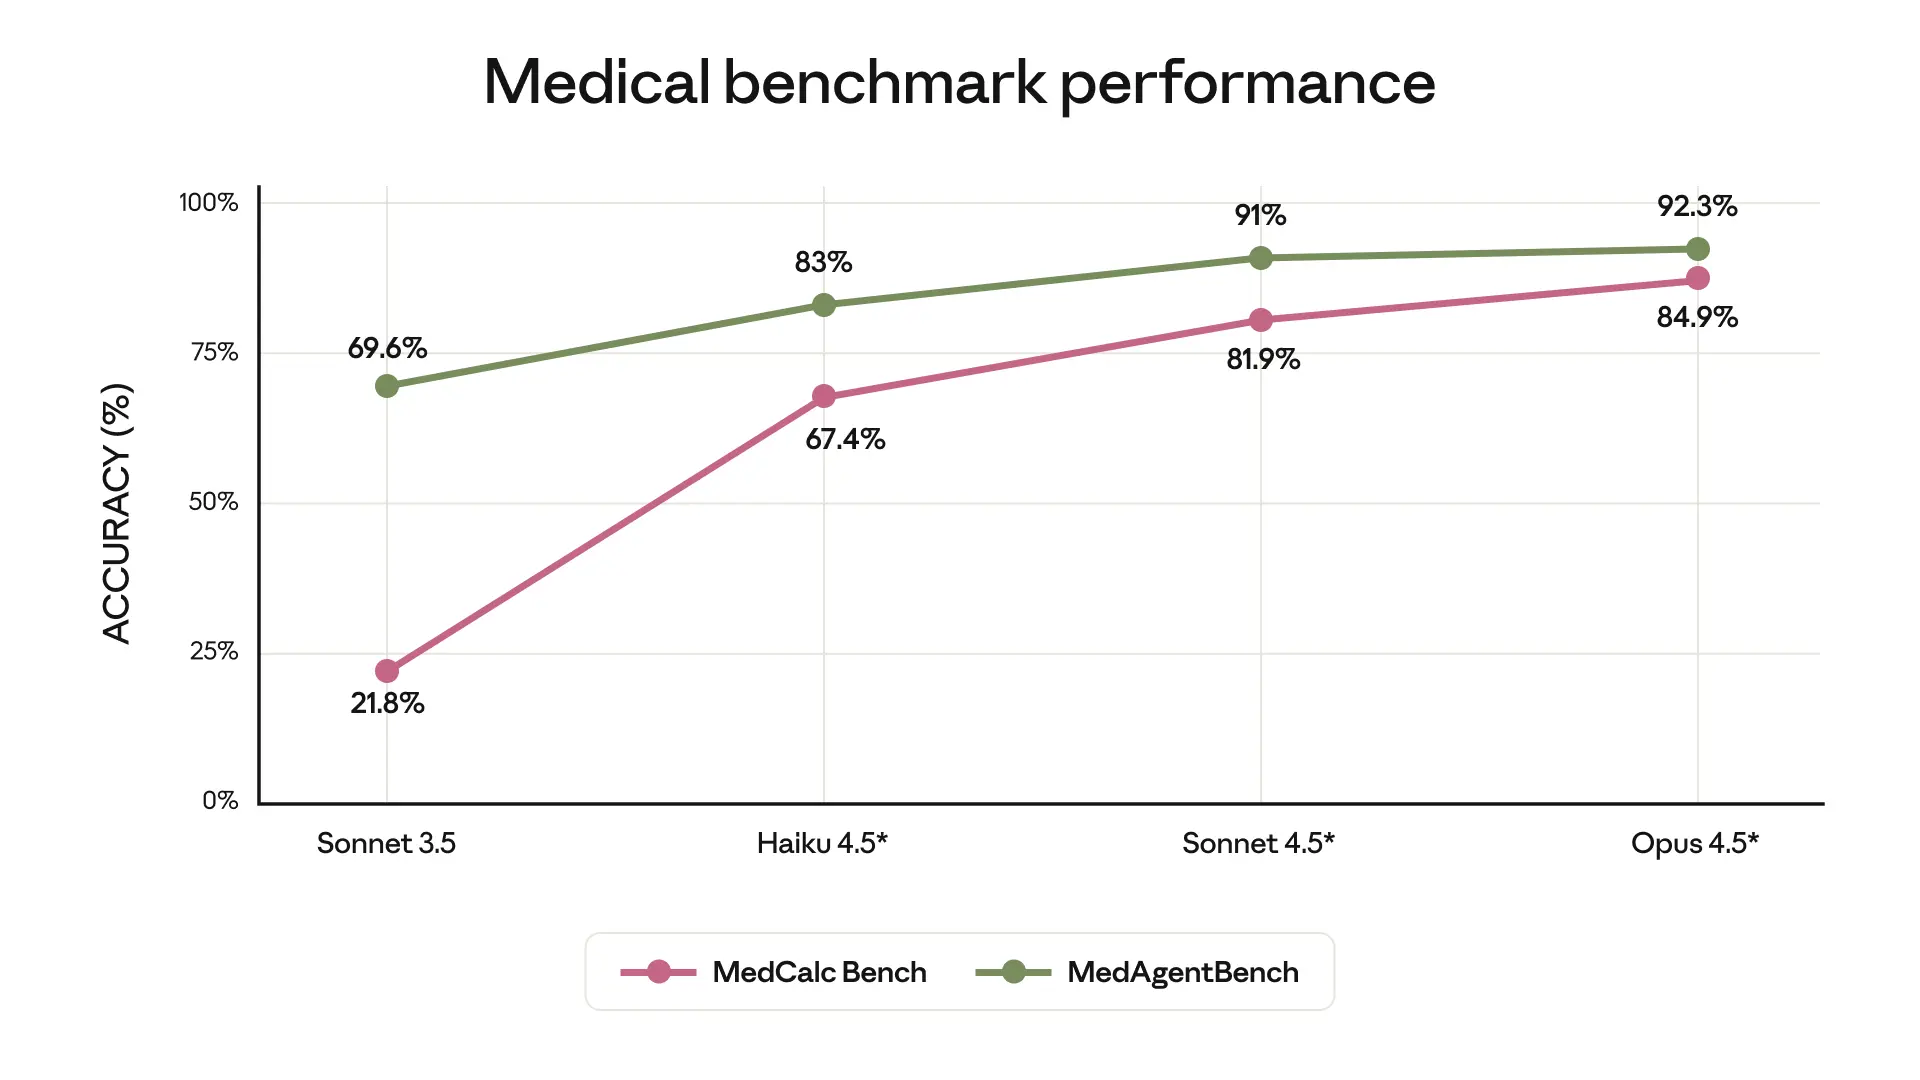 Medical benchmark performance
ACCURACY (%)
100%
75%
50%
25%
0%
69.6%
83%
91%
92.3%
21.8%
67.4%
81.9%
84.9%
Sonnet 3.5
Haiku 4.5*
Sonnet 4.5*
Opus 4.5*
MedCalc Bench
MedAgentBench